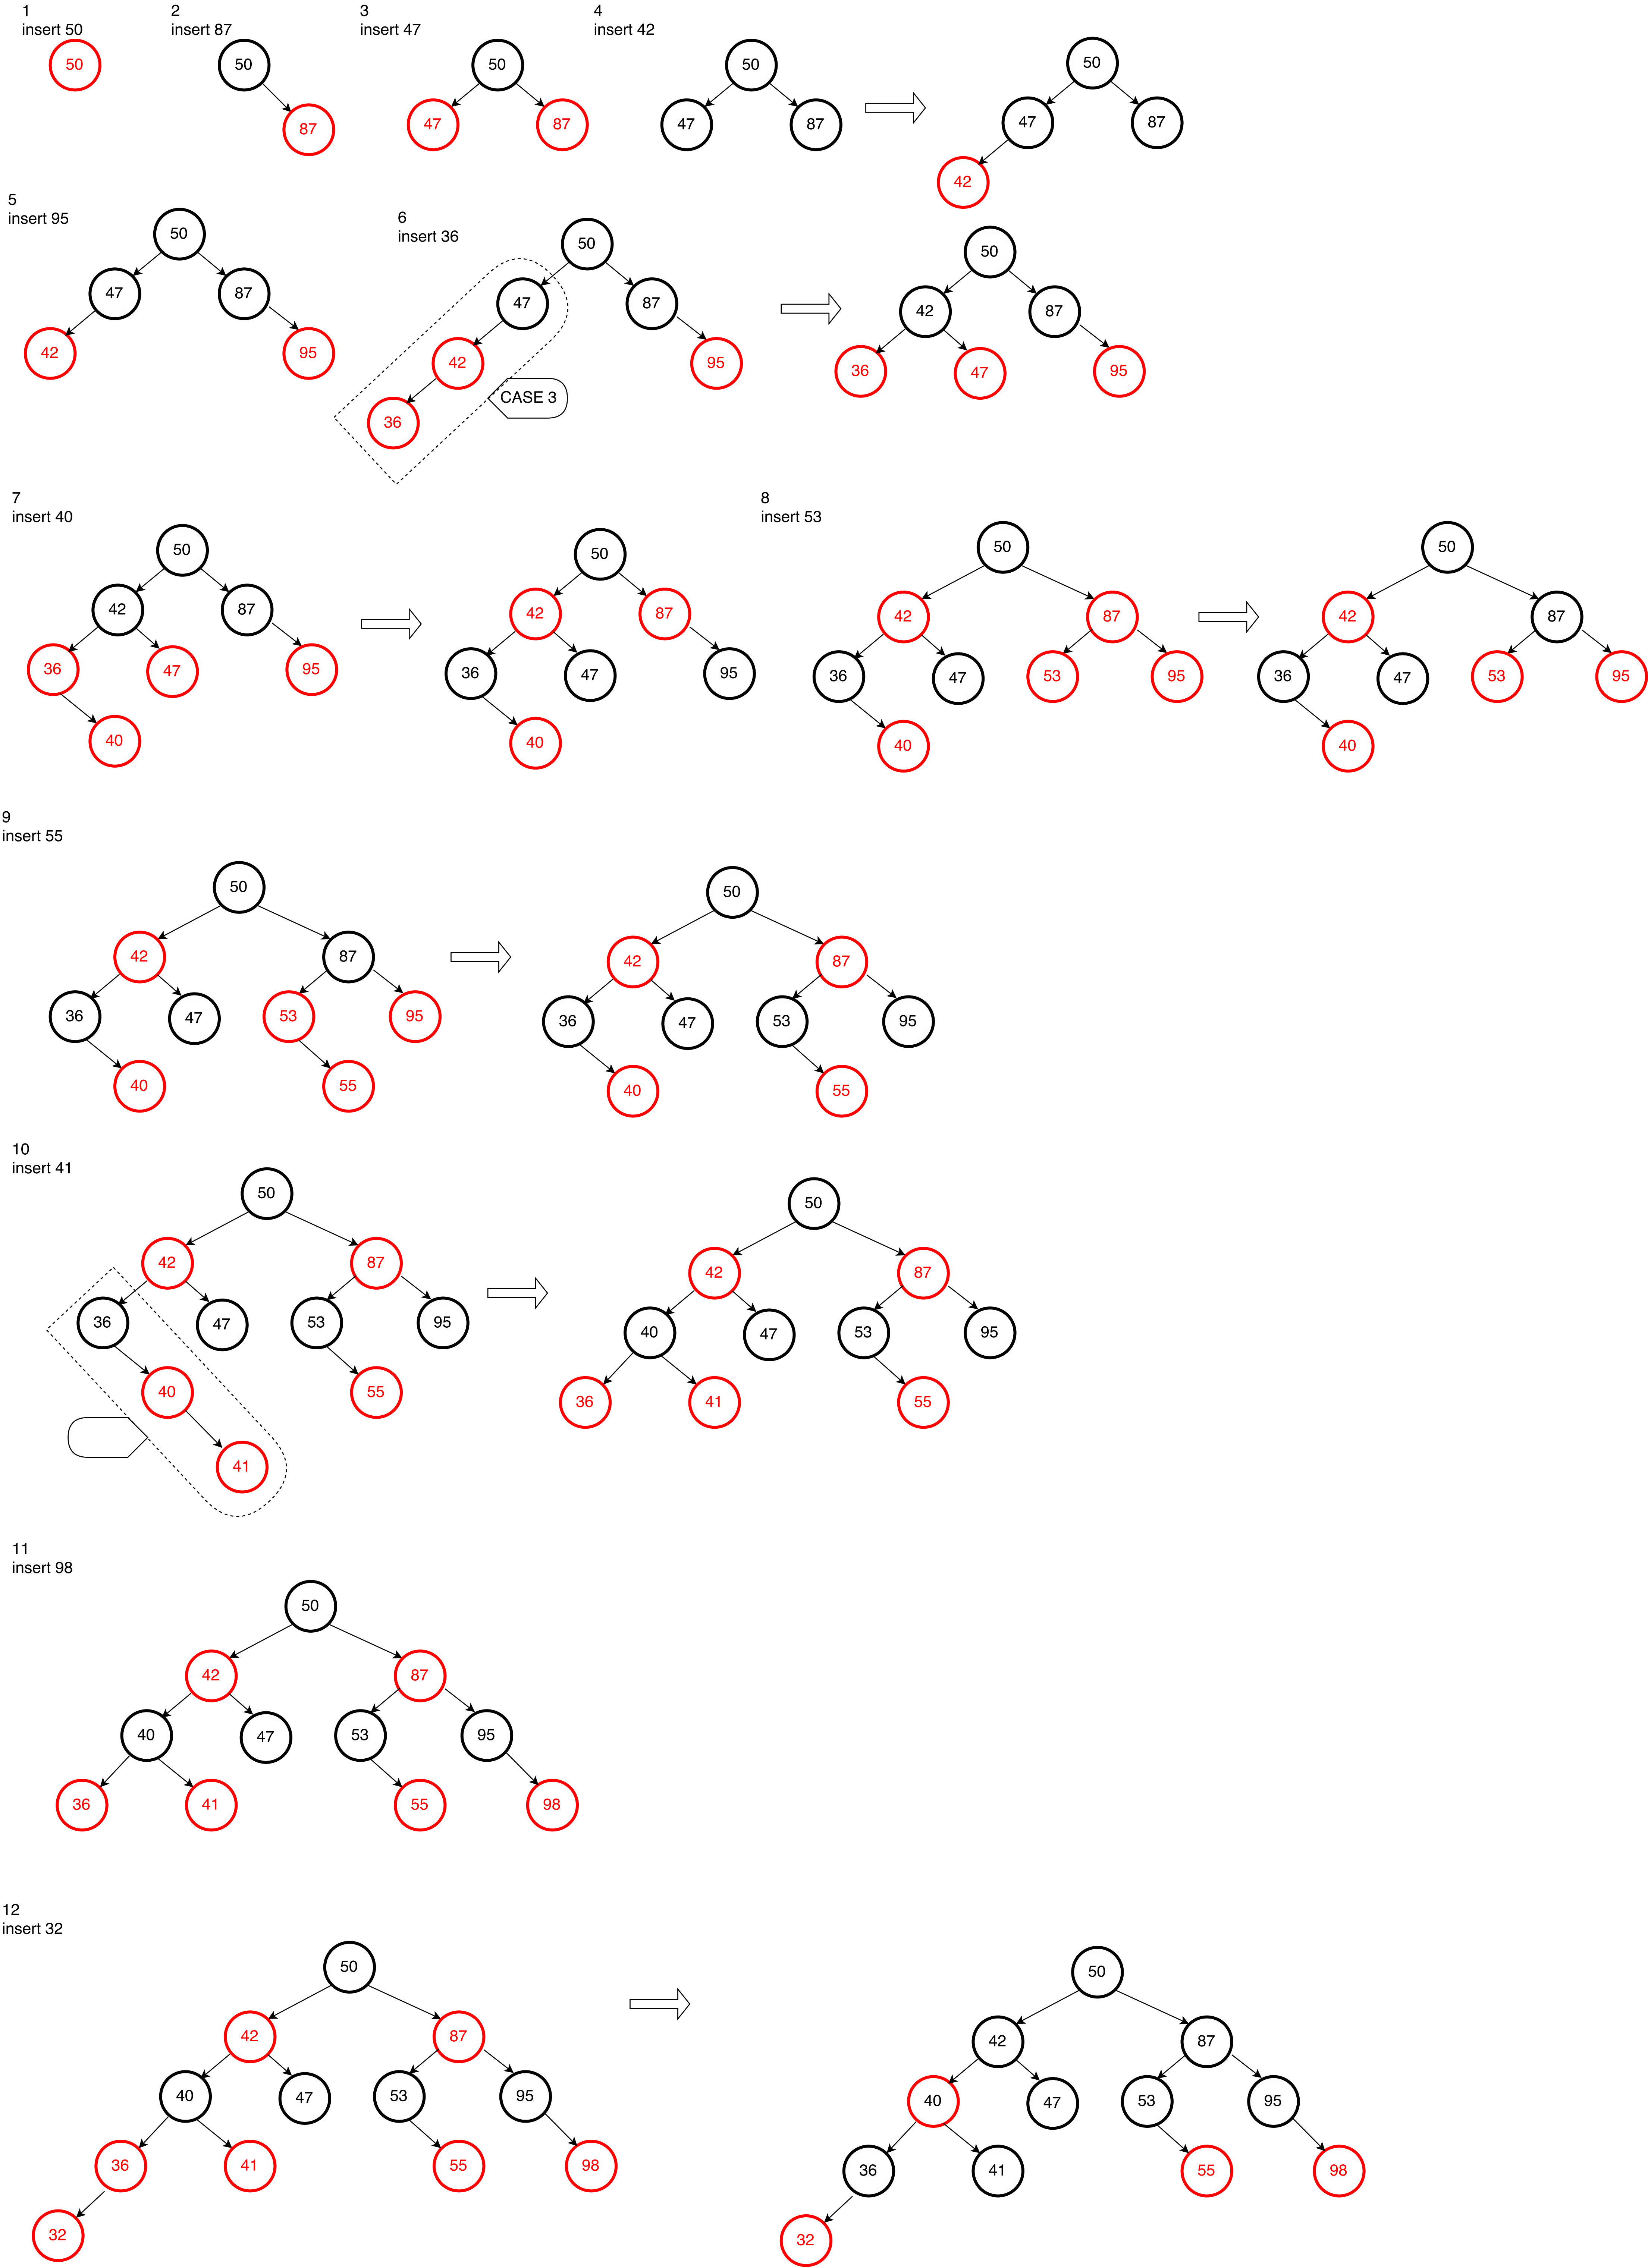 1
insert 50
50
2
insert 87
50
87
3
insert 47
50
47 87
4
insert 42
50
47 87
50
47 87
42
5
insert 95
50
47 87
42 95
6
insert 36
50
47 87
42 95
36
CASE 3
50
42 87
36 47 95
7
insert 40
50
42 87
36 47 95
40
50
42 87
36 47 95
40
8
insert 53
50
42 87
36 47 53 95
40
50
42 87
36 47 53 95
40
9
insert 55
50
42 87
36 47 53 95
40 55
50
42 87
36 47 53 95
40 55
10
insert 41
50
42 87
36 47 53 95
40 55
41
50
42 87
40 47 53 95
36 41 55
11
insert 98
50
42 87
40 47 53 95
36 41 55 98
12
insert 32
50
42 87
40 47 53 95
36 41 55 98
32
50
42 87
40 47 53 95
36 41 55 98
32